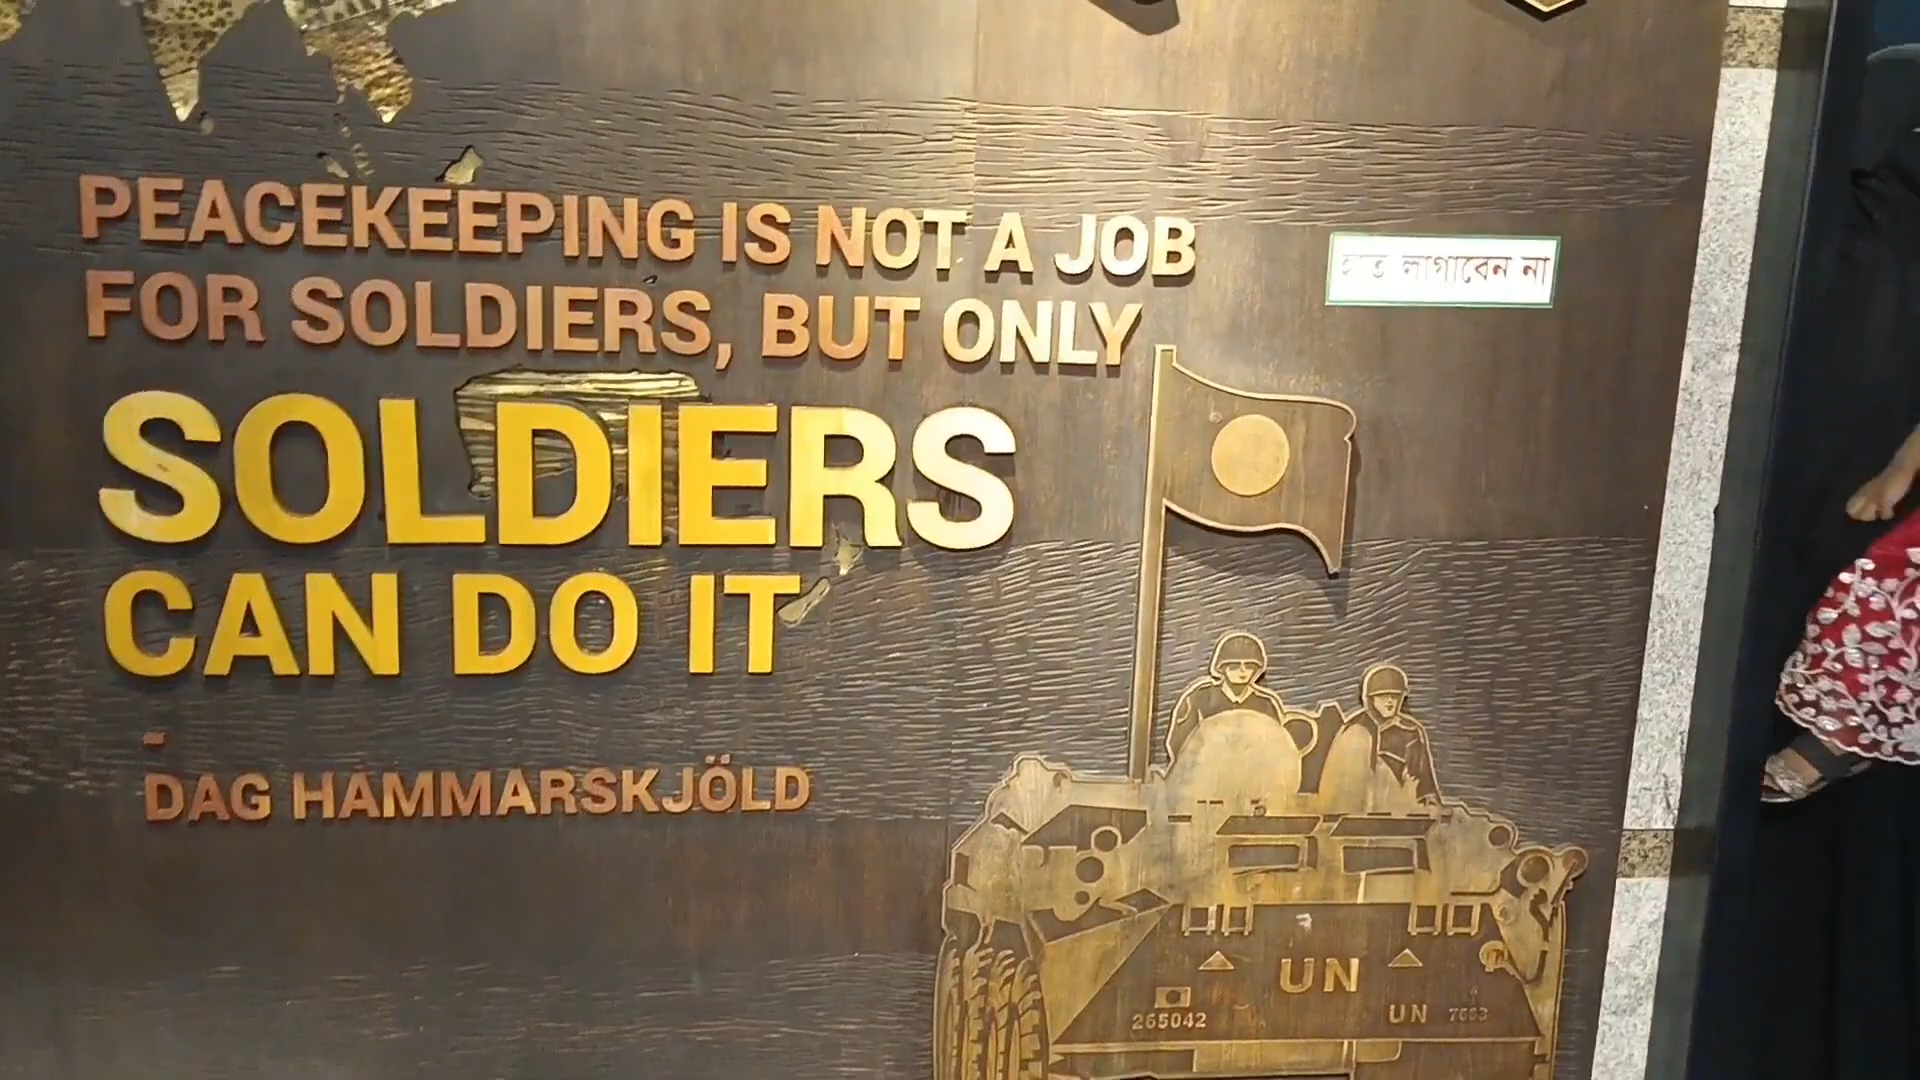 PEACEKEEPING IS NOT A JOB
FOR SOLDIERS, BUT ONLY
SOLDIERS
CAN DO IT
-
DAG HAMMARSKJÖLD
হাত লাগাবেন না
UN
265042
UN